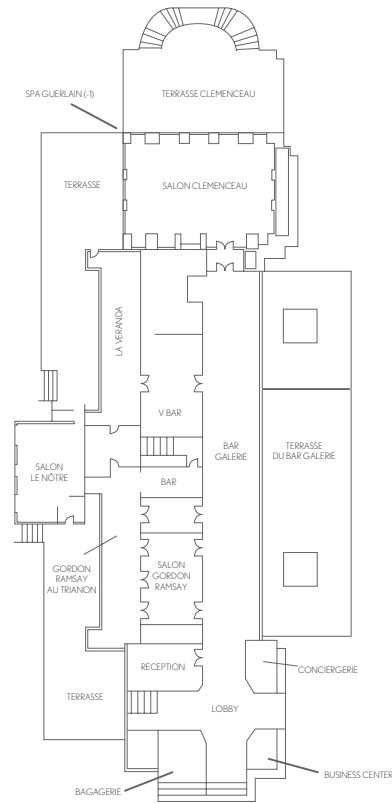 TERRASSE CLEMENCEAU
SPA GUERLAIN (-1)
TERRASSE
SALON CLEMENCEAU
LA VERANDA
V BAR
BAR
GALERIE
TERRASSE
DU BAR GALERIE
SALON
LE NÔTRE
BAR
GORDON
RAMSAY
AU TRIANON
SALON
GORDON
RAMSAY
RECEPTION
CONCIERGERIE
TERRASSE
LOBBY
BUSINESS CENTER
BAGAGERIE